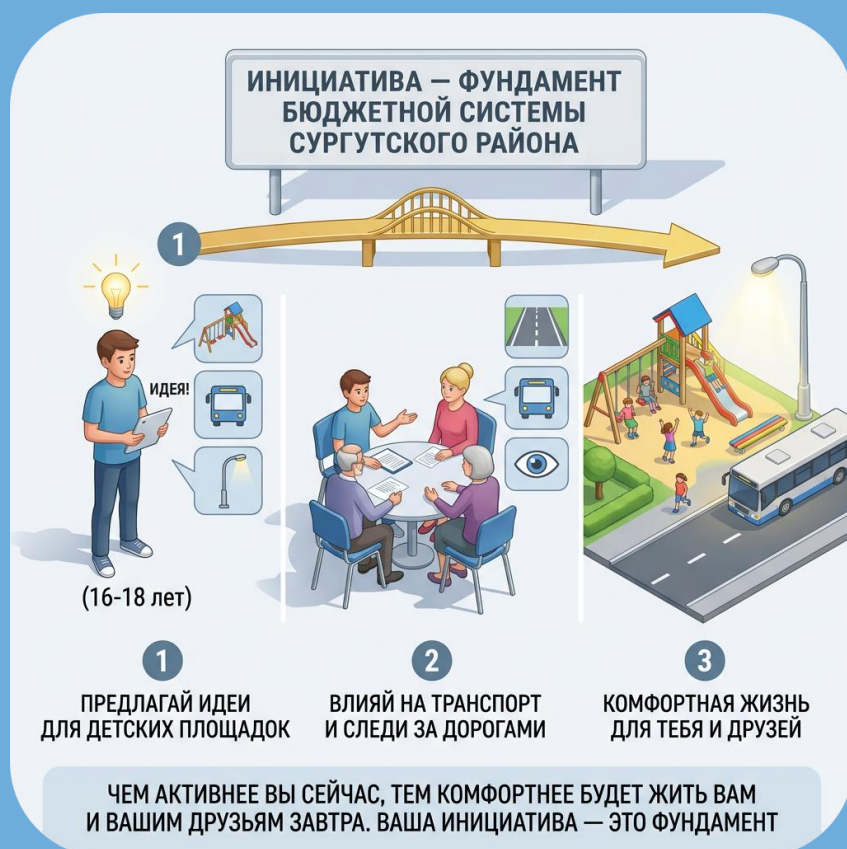 ИНИЦИАТИВА — ФУНДАМЕНТ
БЮДЖЕТНОЙ СИСТЕМЫ
СУРГУТСКОГО РАЙОНА
1
ИДЕЯ!
(16-18 лет)
1
ПРЕДЛАГАЙ ИДЕИ
ДЛЯ ДЕТСКИХ ПЛОЩАДОК
2
ВЛИЯЙ НА ТРАНСПОРТ
И СЛЕДИ ЗА ДОРОГАМИ
3
КОМФОРТНАЯ ЖИЗНЬ
ДЛЯ ТЕБЯ И ДРУЗЕЙ
ЧЕМ АКТИВНЕЕ ВЫ СЕЙЧАС, ТЕМ КОМФОРТНЕЕ БУДЕТ ЖИТЬ ВАМ
И ВАШИМ ДРУЗЬЯМ ЗАВТРА. ВАША ИНИЦИАТИВА — ЭТО ФУНДАМЕНТ